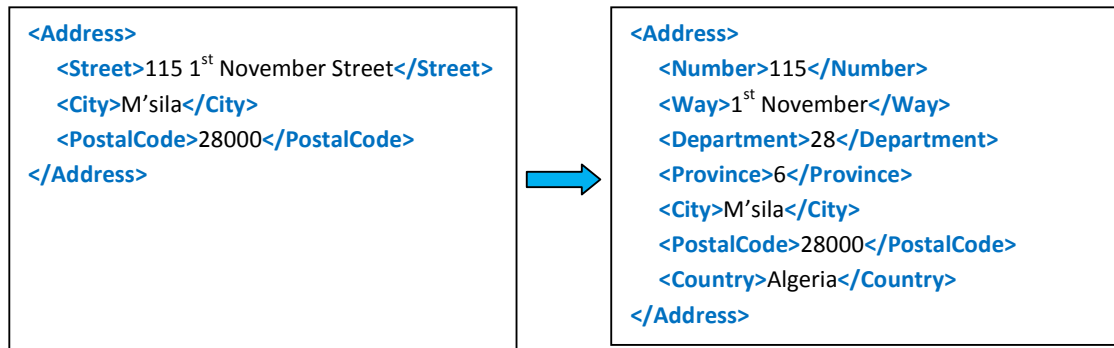 <Address>
<Street>115 1st November Street</Street>
<City>M’sila</City>
<PostalCode>28000</PostalCode>
</Address>
<Address>
<Number>115</Number>
<Way>1st November</Way>
<Department>28</Department>
<Province>6</Province>
<City>M’sila</City>
<PostalCode>28000</PostalCode>
<Country>Algeria</Country>
</Address>